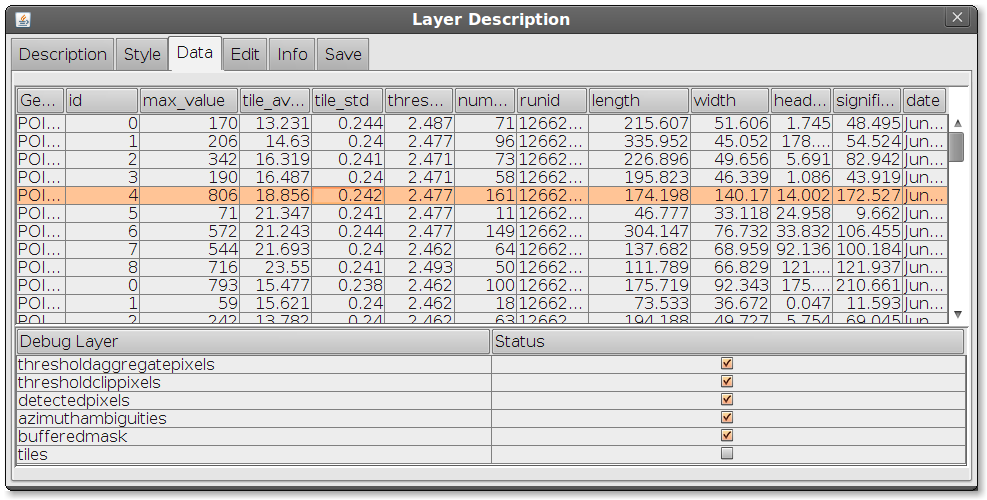 Layer Description
Description Style Data Edit Info Save
Ge... id max_value tile_av... tile_std thres... num... runid length width head... signifi... date
POI... 0 170 13.231 0.244 2.487 71 12662... 215.607 51.606 1.745 48.495 Jun...
POI... 1 206 14.63 0.24 2.477 96 12662... 335.952 45.052 178.... 54.524 Jun...
POI... 2 342 16.319 0.241 2.471 73 12662... 226.896 49.656 5.691 82.942 Jun...
POI... 3 190 16.487 0.24 2.471 58 12662... 195.823 46.339 1.086 43.919 Jun...
POI... 4 806 18.856 0.242 2.477 161 12662... 174.198 140.17 14.002 172.527 Jun...
POI... 5 71 21.347 0.241 2.477 11 12662... 46.777 33.118 24.958 9.662 Jun...
POI... 6 572 21.243 0.244 2.477 149 12662... 304.147 76.732 33.832 106.455 Jun...
POI... 7 544 21.693 0.24 2.462 64 12662... 137.682 68.959 92.136 100.184 Jun...
POI... 8 716 23.55 0.241 2.493 50 12662... 111.789 66.829 121.... 121.937 Jun...
POI... 0 793 15.477 0.238 2.462 100 12662... 175.719 92.343 175.... 210.661 Jun...
POI... 1 59 15.621 0.24 2.462 18 12662... 73.533 36.672 0.047 11.593 Jun...
POI... 2 242 13.782 0.24 2.462 63 12662... 194.188 49.727 5.754 69.045 Jun...
Debug Layer Status
thresholdaggregatepixels
thresholdclippixels
detectedpixels
azimuthambiguities
bufferedmask
tiles